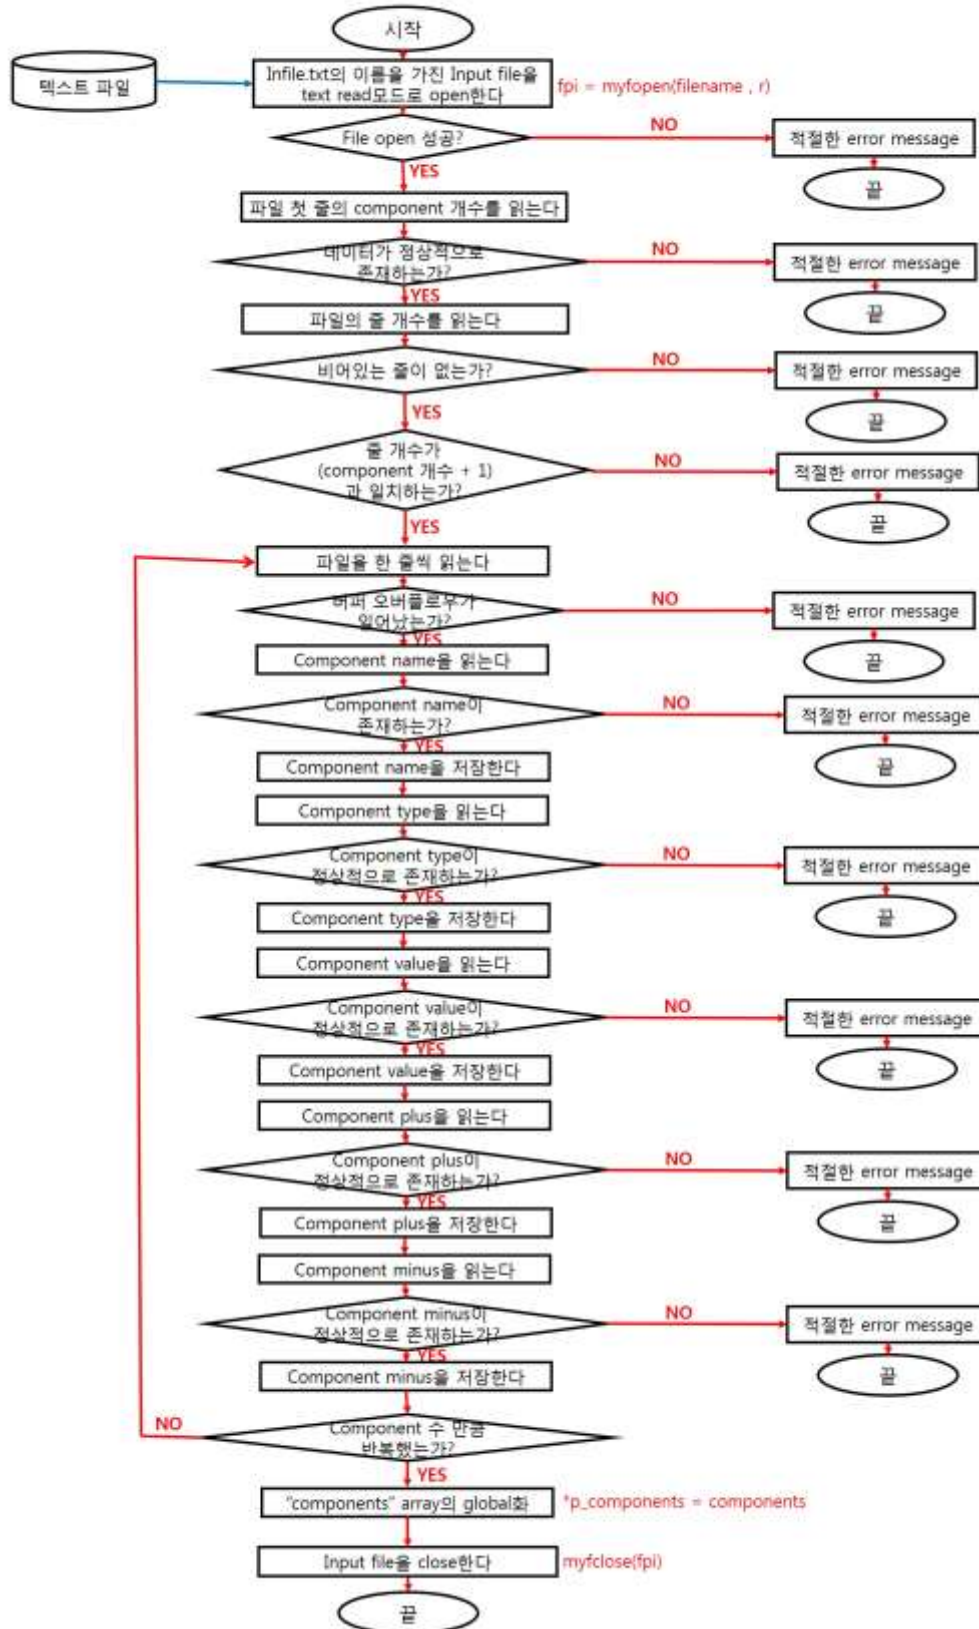 시작
텍스트 파일
Infile.txt의 이름을 가진 Input file을
text read모드로 open한다
fpi = myfopen(filename , r)
File open 성공?
NO
적절한 error message
끝
YES
파일 첫 줄의 component 개수를 읽는다
데이터가 정상적으로
존재하는가?
NO
적절한 error message
끝
YES
파일의 줄 개수를 읽는다
비어있는 줄이 없는가?
NO
적절한 error message
끝
YES
줄 개수가
(component 개수 + 1)
과 일치하는가?
NO
적절한 error message
끝
YES
파일을 한 줄씩 읽는다
버퍼 오버플로우가
일어났는가?
NO
적절한 error message
끝
YES
Component name을 읽는다
Component name이
존재하는가?
NO
적절한 error message
끝
YES
Component name을 저장한다
Component type을 읽는다
Component type이
정상적으로 존재하는가?
NO
적절한 error message
끝
YES
Component type을 저장한다
Component value을 읽는다
Component value이
정상적으로 존재하는가?
NO
적절한 error message
끝
YES
Component value을 저장한다
Component plus을 읽는다
Component plus이
정상적으로 존재하는가?
NO
적절한 error message
끝
YES
Component plus을 저장한다
Component minus을 읽는다
Component minus이
정상적으로 존재하는가?
NO
적절한 error message
끝
YES
Component minus을 저장한다
Component 수 만큼
반복했는가?
NO
YES
"components" array의 global화
*p_components = components
Input file을 close한다
myfclose(fpi)
끝